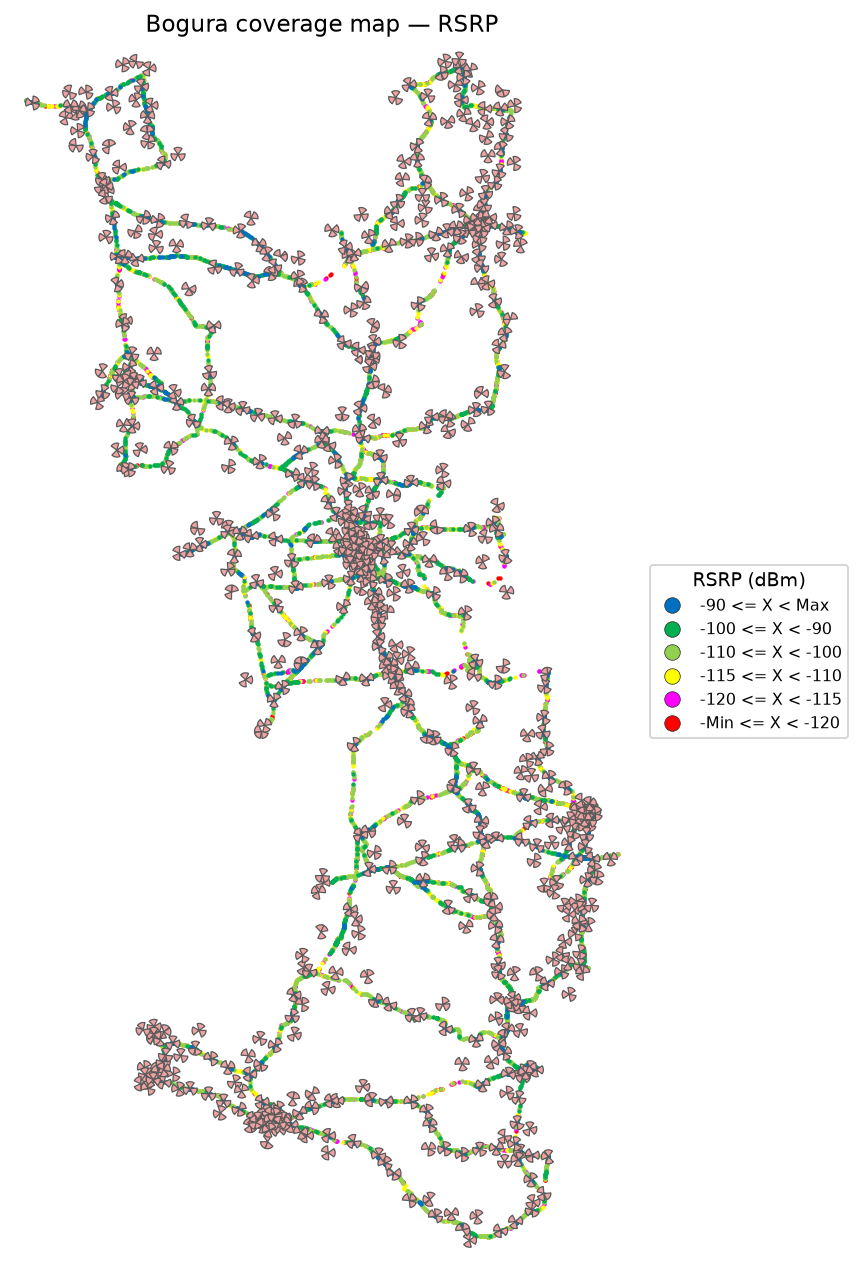 Bogura coverage map — RSRP
RSRP (dBm)
-90 <= X < Max
-100 <= X < -90
-110 <= X < -100
-115 <= X < -110
-120 <= X < -115
-Min <= X < -120